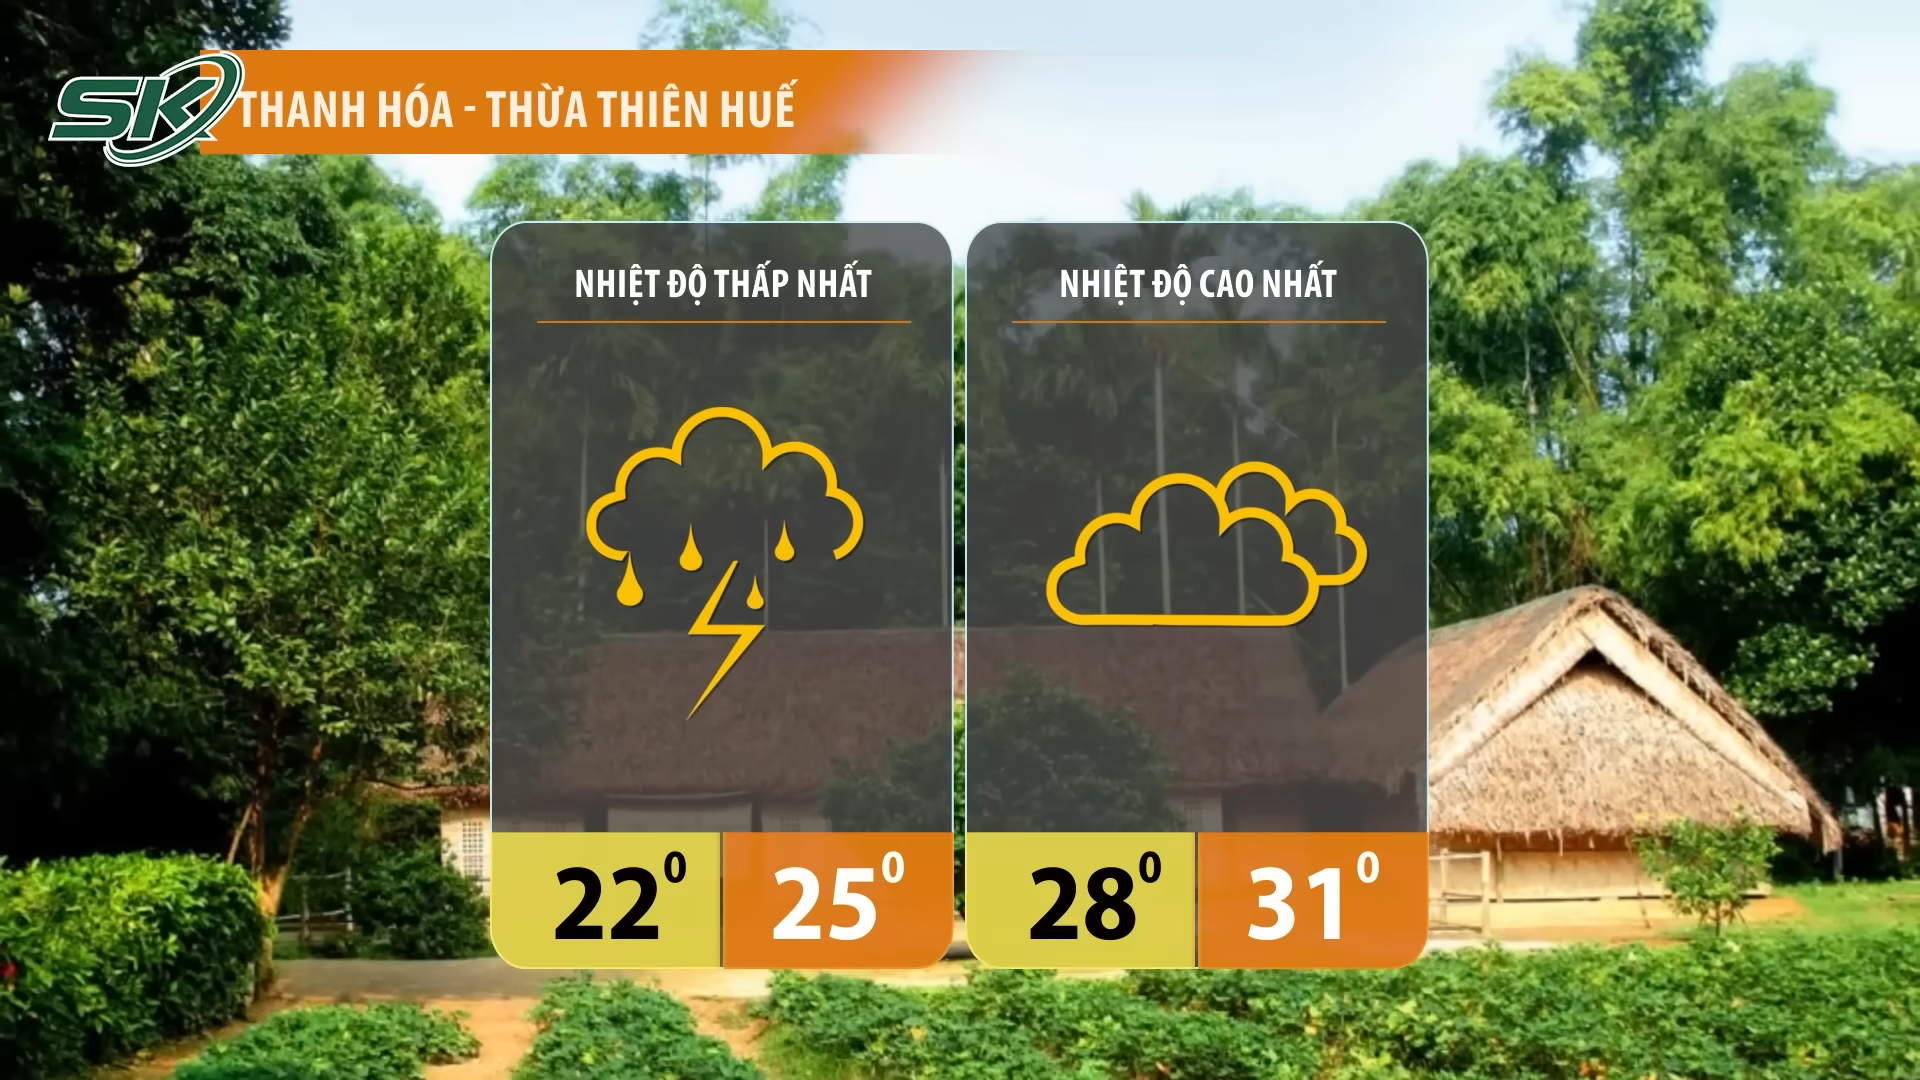 SK
THANH HÓA - THỪA THIÊN HUẾ
NHIỆT ĐỘ THẤP NHẤT
22⁰ 25⁰
NHIỆT ĐỘ CAO NHẤT
28⁰ 31⁰